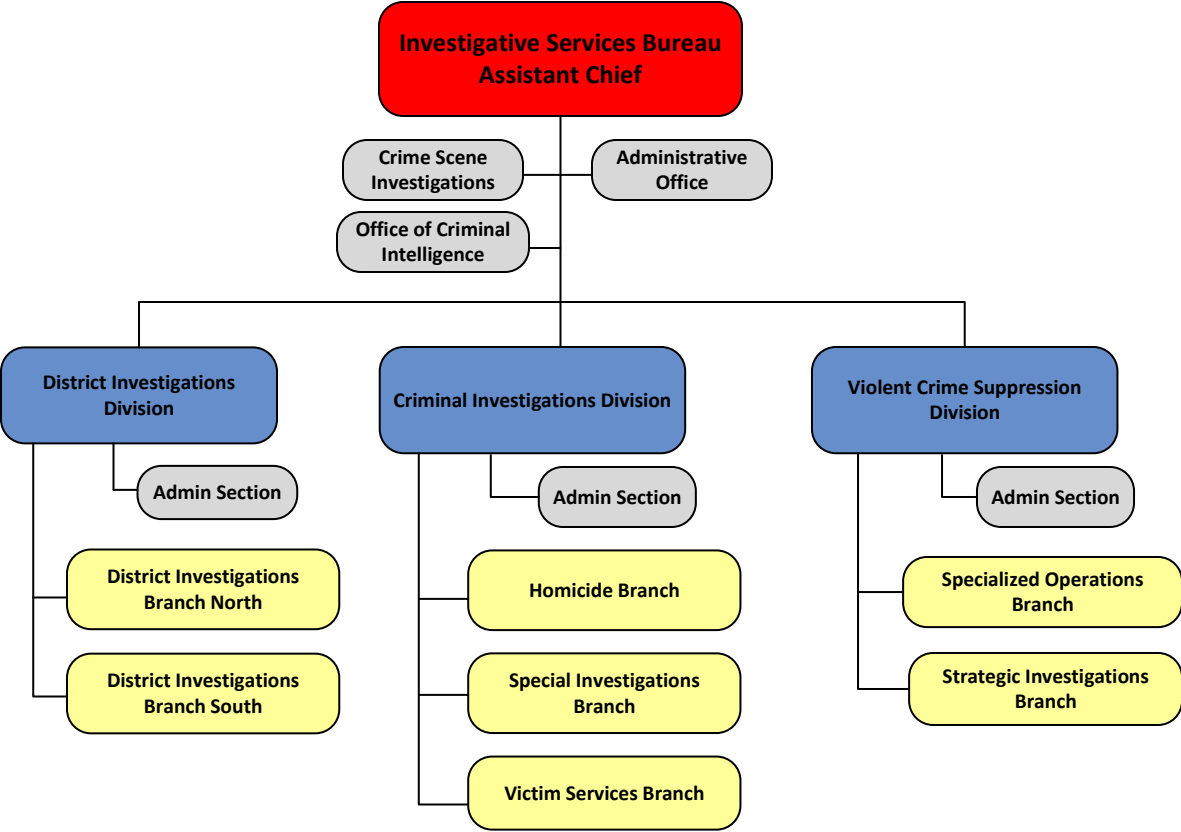 Investigative Services Bureau
Assistant Chief
Crime Scene
Investigations
Administrative
Office
Office of Criminal
Intelligence
District Investigations
Division
Criminal Investigations Division
Violent Crime Suppression
Division
Admin Section
Admin Section
Admin Section
District Investigations
Branch North
Homicide Branch
Specialized Operations
Branch
District Investigations
Branch South
Special Investigations
Branch
Strategic Investigations
Branch
Victim Services Branch